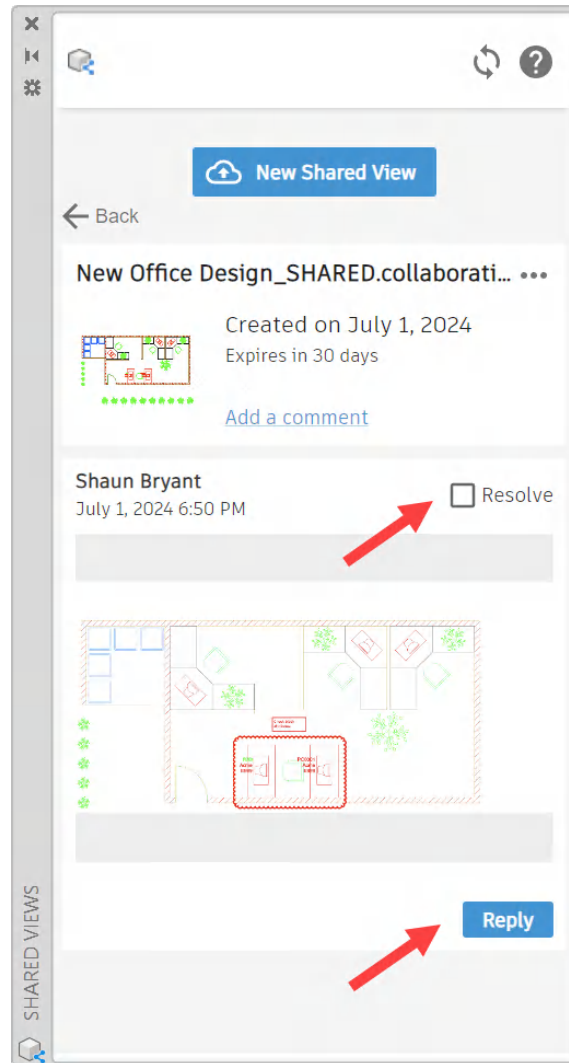 New Shared View
Back
New Office Design_SHARED.collaborati...
Created on July 1, 2024
Expires in 30 days
Add a comment
Shaun Bryant
July 1, 2024 6:50 PM
Resolve
Reply
SHARED VIEWS